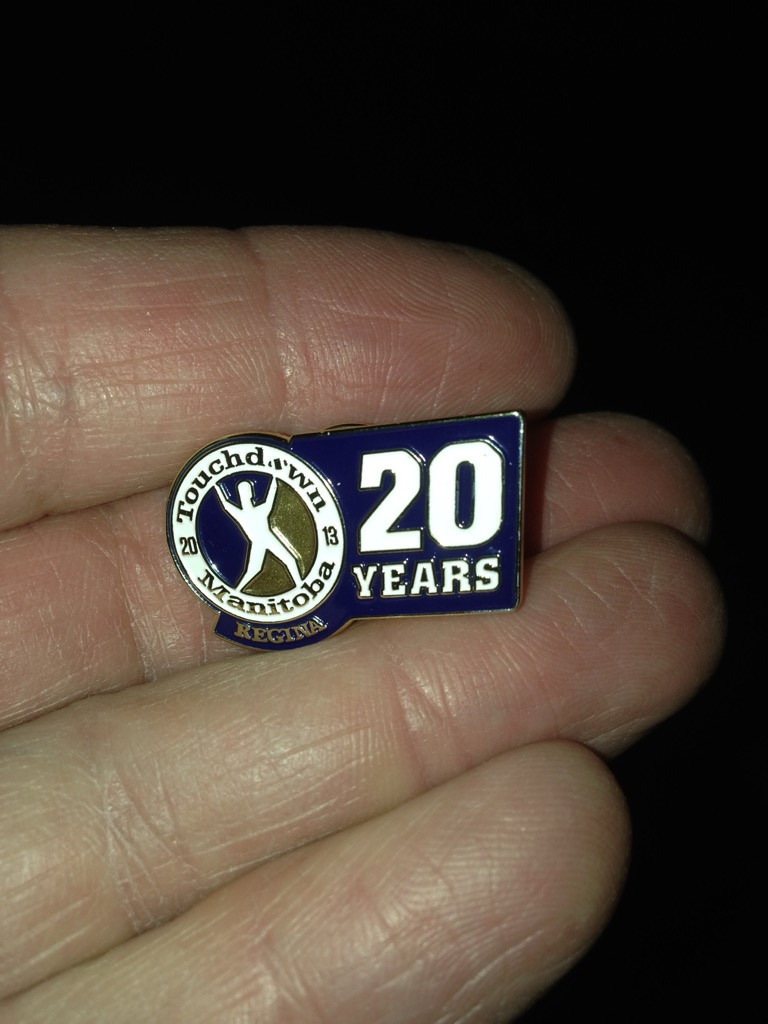 Touchdown
20 13
Manitoba
REGINA
20
YEARS